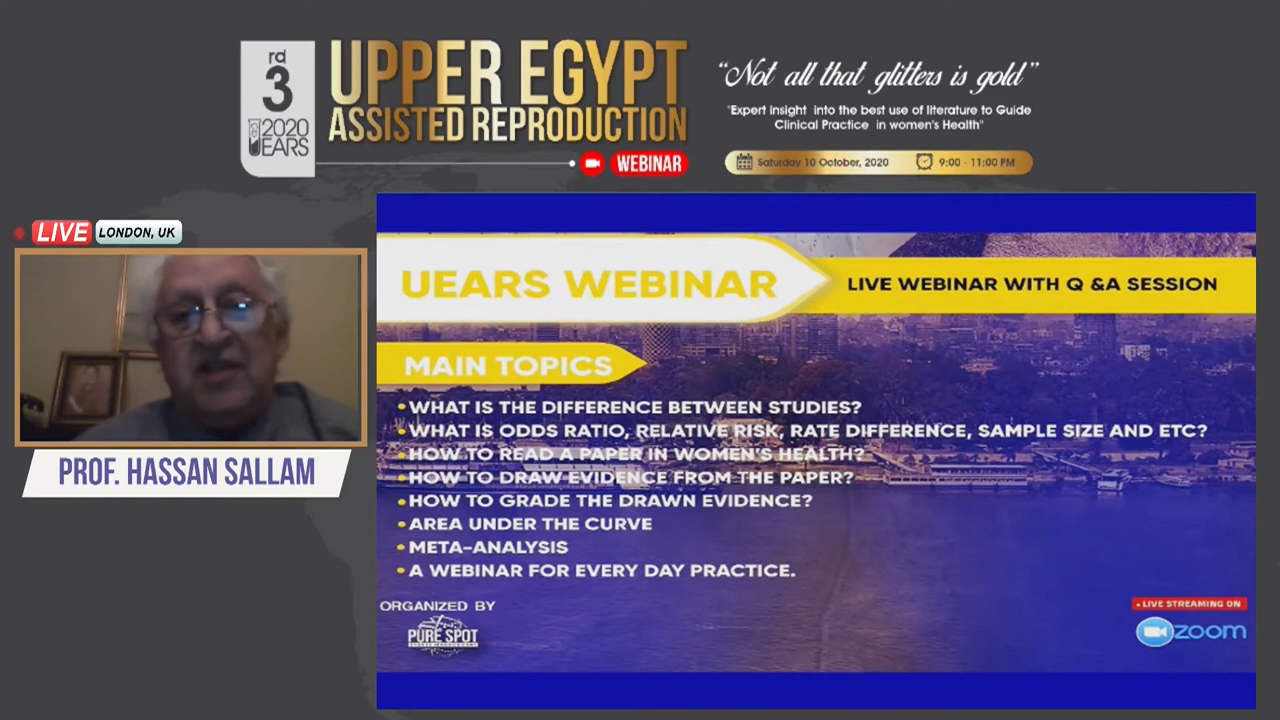 rd
3
2020
UEARS
UPPER EGYPT
ASSISTED REPRODUCTION
WEBINAR
“Not all that glitters is gold”
"Expert insight into the best use of literature to Guide
Clinical Practice in women's Health"
Saturday 10 October, 2020
9:00 - 11:00 PM
LIVE
LONDON, UK
PROF. HASSAN SALLAM
UEARS WEBINAR
LIVE WEBINAR WITH Q &A SESSION
MAIN TOPICS
•WHAT IS THE DIFFERENCE BETWEEN STUDIES?
•WHAT IS ODDS RATIO, RELATIVE RISK, RATE DIFFERENCE, SAMPLE SIZE AND ETC?
•HOW TO READ A PAPER IN WOMEN'S HEALTH?
•HOW TO DRAW EVIDENCE FROM THE PAPER?
•HOW TO GRADE THE DRAWN EVIDENCE?
•AREA UNDER THE CURVE
•META-ANALYSIS
•A WEBINAR FOR EVERY DAY PRACTICE.
ORGANIZED BY
PURE SPOT
• LIVE STREAMING ON
zoom